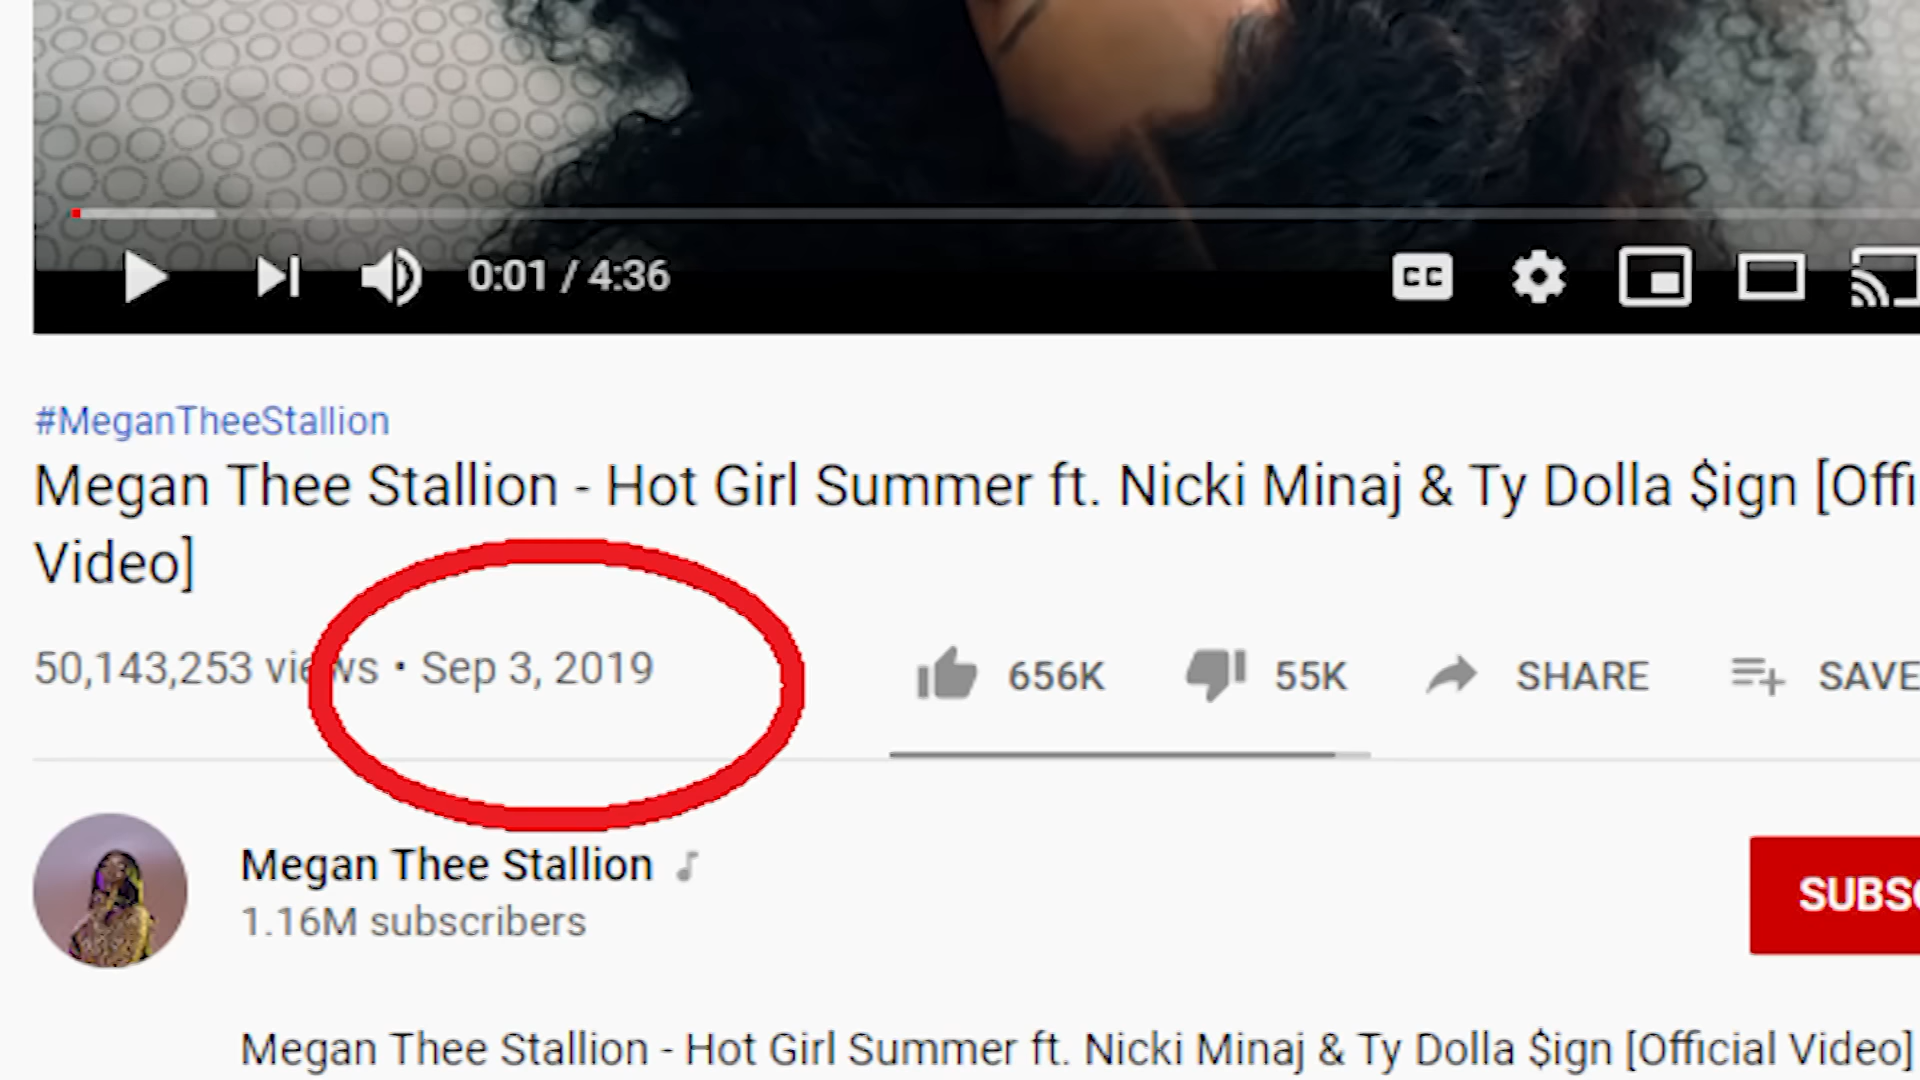 0:01 / 4:36
CC
#MeganTheeStallion
Megan Thee Stallion - Hot Girl Summer ft. Nicki Minaj & Ty Dolla $ign [Offi
Video]
50,143,253 views • Sep 3, 2019
656K
55K
SHARE
SAVE
Megan Thee Stallion
1.16M subscribers
SUBSC
Megan Thee Stallion - Hot Girl Summer ft. Nicki Minaj & Ty Dolla $ign [Official Video]